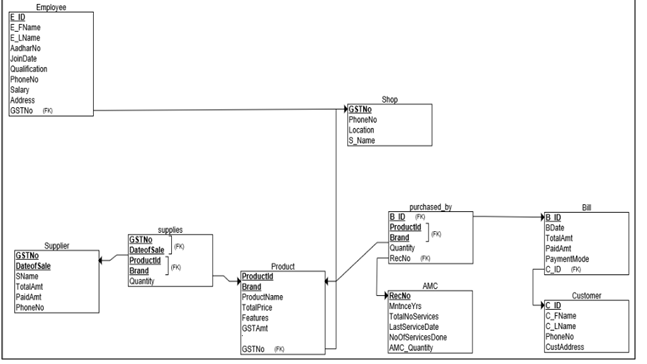 Employee
E_ID
E_FName
E_LName
AadharNo
JoinDate
Qualification
PhoneNo
Salary
Address
GSTNo (FK)
Shop
GSTNo
PhoneNo
Location
S_Name
Supplier
GSTNo
DateofSale
SName
TotalAmt
PaidAmt
PhoneNo
supplies
GSTNo
DateofSale (FK)
ProductId
Brand (FK)
Quantity
Product
ProductId
Brand
ProductName
TotalPrice
Features
GSTAmt
GSTNo (FK)
purchased_by
B_ID (FK)
ProductId
Brand (FK)
Quantity
RecNo (FK)
AMC
RecNo
MntnceYrs
TotalNoServices
LastServiceDate
NoOfServicesDone
AMC_Quantity
Bill
B_ID
BDate
TotalAmt
PaidAmt
PaymentMode
C_ID (FK)
Customer
C_ID
C_FName
C_LName
PhoneNo
CustAddress